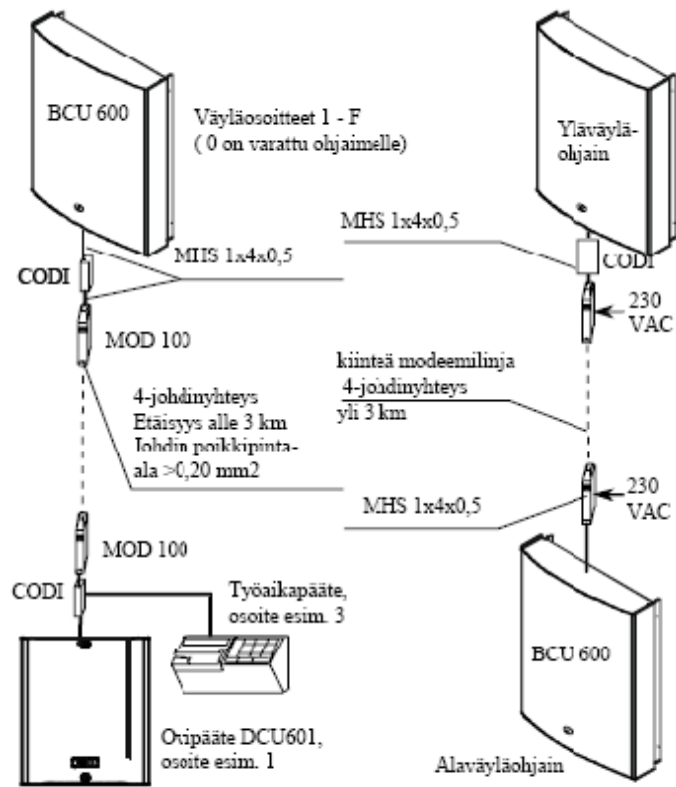 BCU 600
Väyläosoitteet 1 - F
( 0 on varattu ohjaimelle)
MHS 1x4x0,5
CODI
MOD 100
4-johdinyhteys
Etäisyys alle 3 km
Johdin poikkipinta-
ala >0,20 mm2
MOD 100
CODI
Työaikapääte,
osoite esim. 3
Ovipääte DCU601,
osoite esim. 1
Yläväylä-
ohjain
MHS 1x4x0,5
CODI
230
VAC
kiinteä modeemilinja
4-johdinyhteys
yli 3 km
MHS 1x4x0,5
230
VAC
BCU 600
Alaväyläohjain